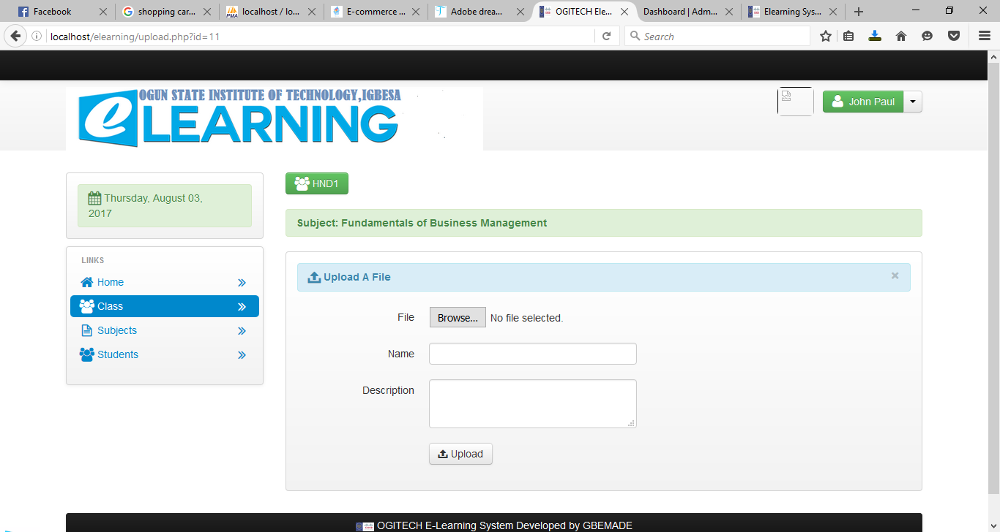 Facebook
shopping car...
localhost / lo...
E-commerce ...
Adobe drea...
OGITECH Ele...
Dashboard | Adm...
Elearning Sys...
localhost/elearning/upload.php?id=11
Search
OGUN STATE INSTITUTE OF TECHNOLOGY,IGBESA
eLEARNING
John Paul
Thursday, August 03,
2017
LINKS
Home
Class
Subjects
Students
HND1
Subject: Fundamentals of Business Management
Upload A File
×
File
Browse...
No file selected.
Name
Description
Upload
OGITECH E-Learning System Developed by GBEMADE